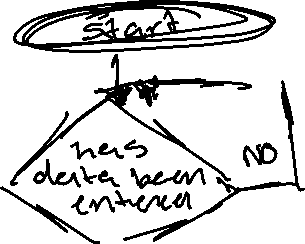 start
has
data been
entered
NO